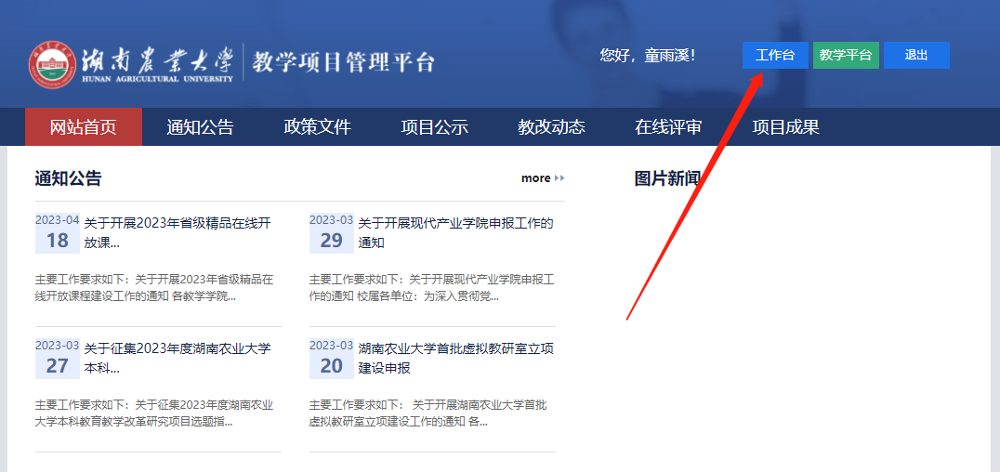 湖南农业大学
HUNAN AGRICULTURAL UNIVERSITY
教学项目管理平台
您好，童雨溪！
工作台 教学平台 退出
网站首页 通知公告 政策文件 项目公示 教改动态 在线评审 项目成果
通知公告
more
2023-04
18
关于开展2023年省级精品在线开
放课...
主要工作要求如下：关于开展2023年省级精品在
线开放课程建设工作的通知 各教学学院...
2023-03
29
关于开展现代产业学院申报工作的
通知
主要工作要求如下：关于开展现代产业学院申报工
作的通知 校属各单位：为深入贯彻党...
2023-03
27
关于征集2023年度湖南农业大学
本科...
主要工作要求如下：关于征集2023年度湖南农业
大学本科教育教学改革研究项目选题指...
2023-03
20
湖南农业大学首批虚拟教研室立项
建设申报
主要工作要求如下： 关于开展湖南农业大学首批
虚拟教研室立项建设工作的通知 各...
图片新闻